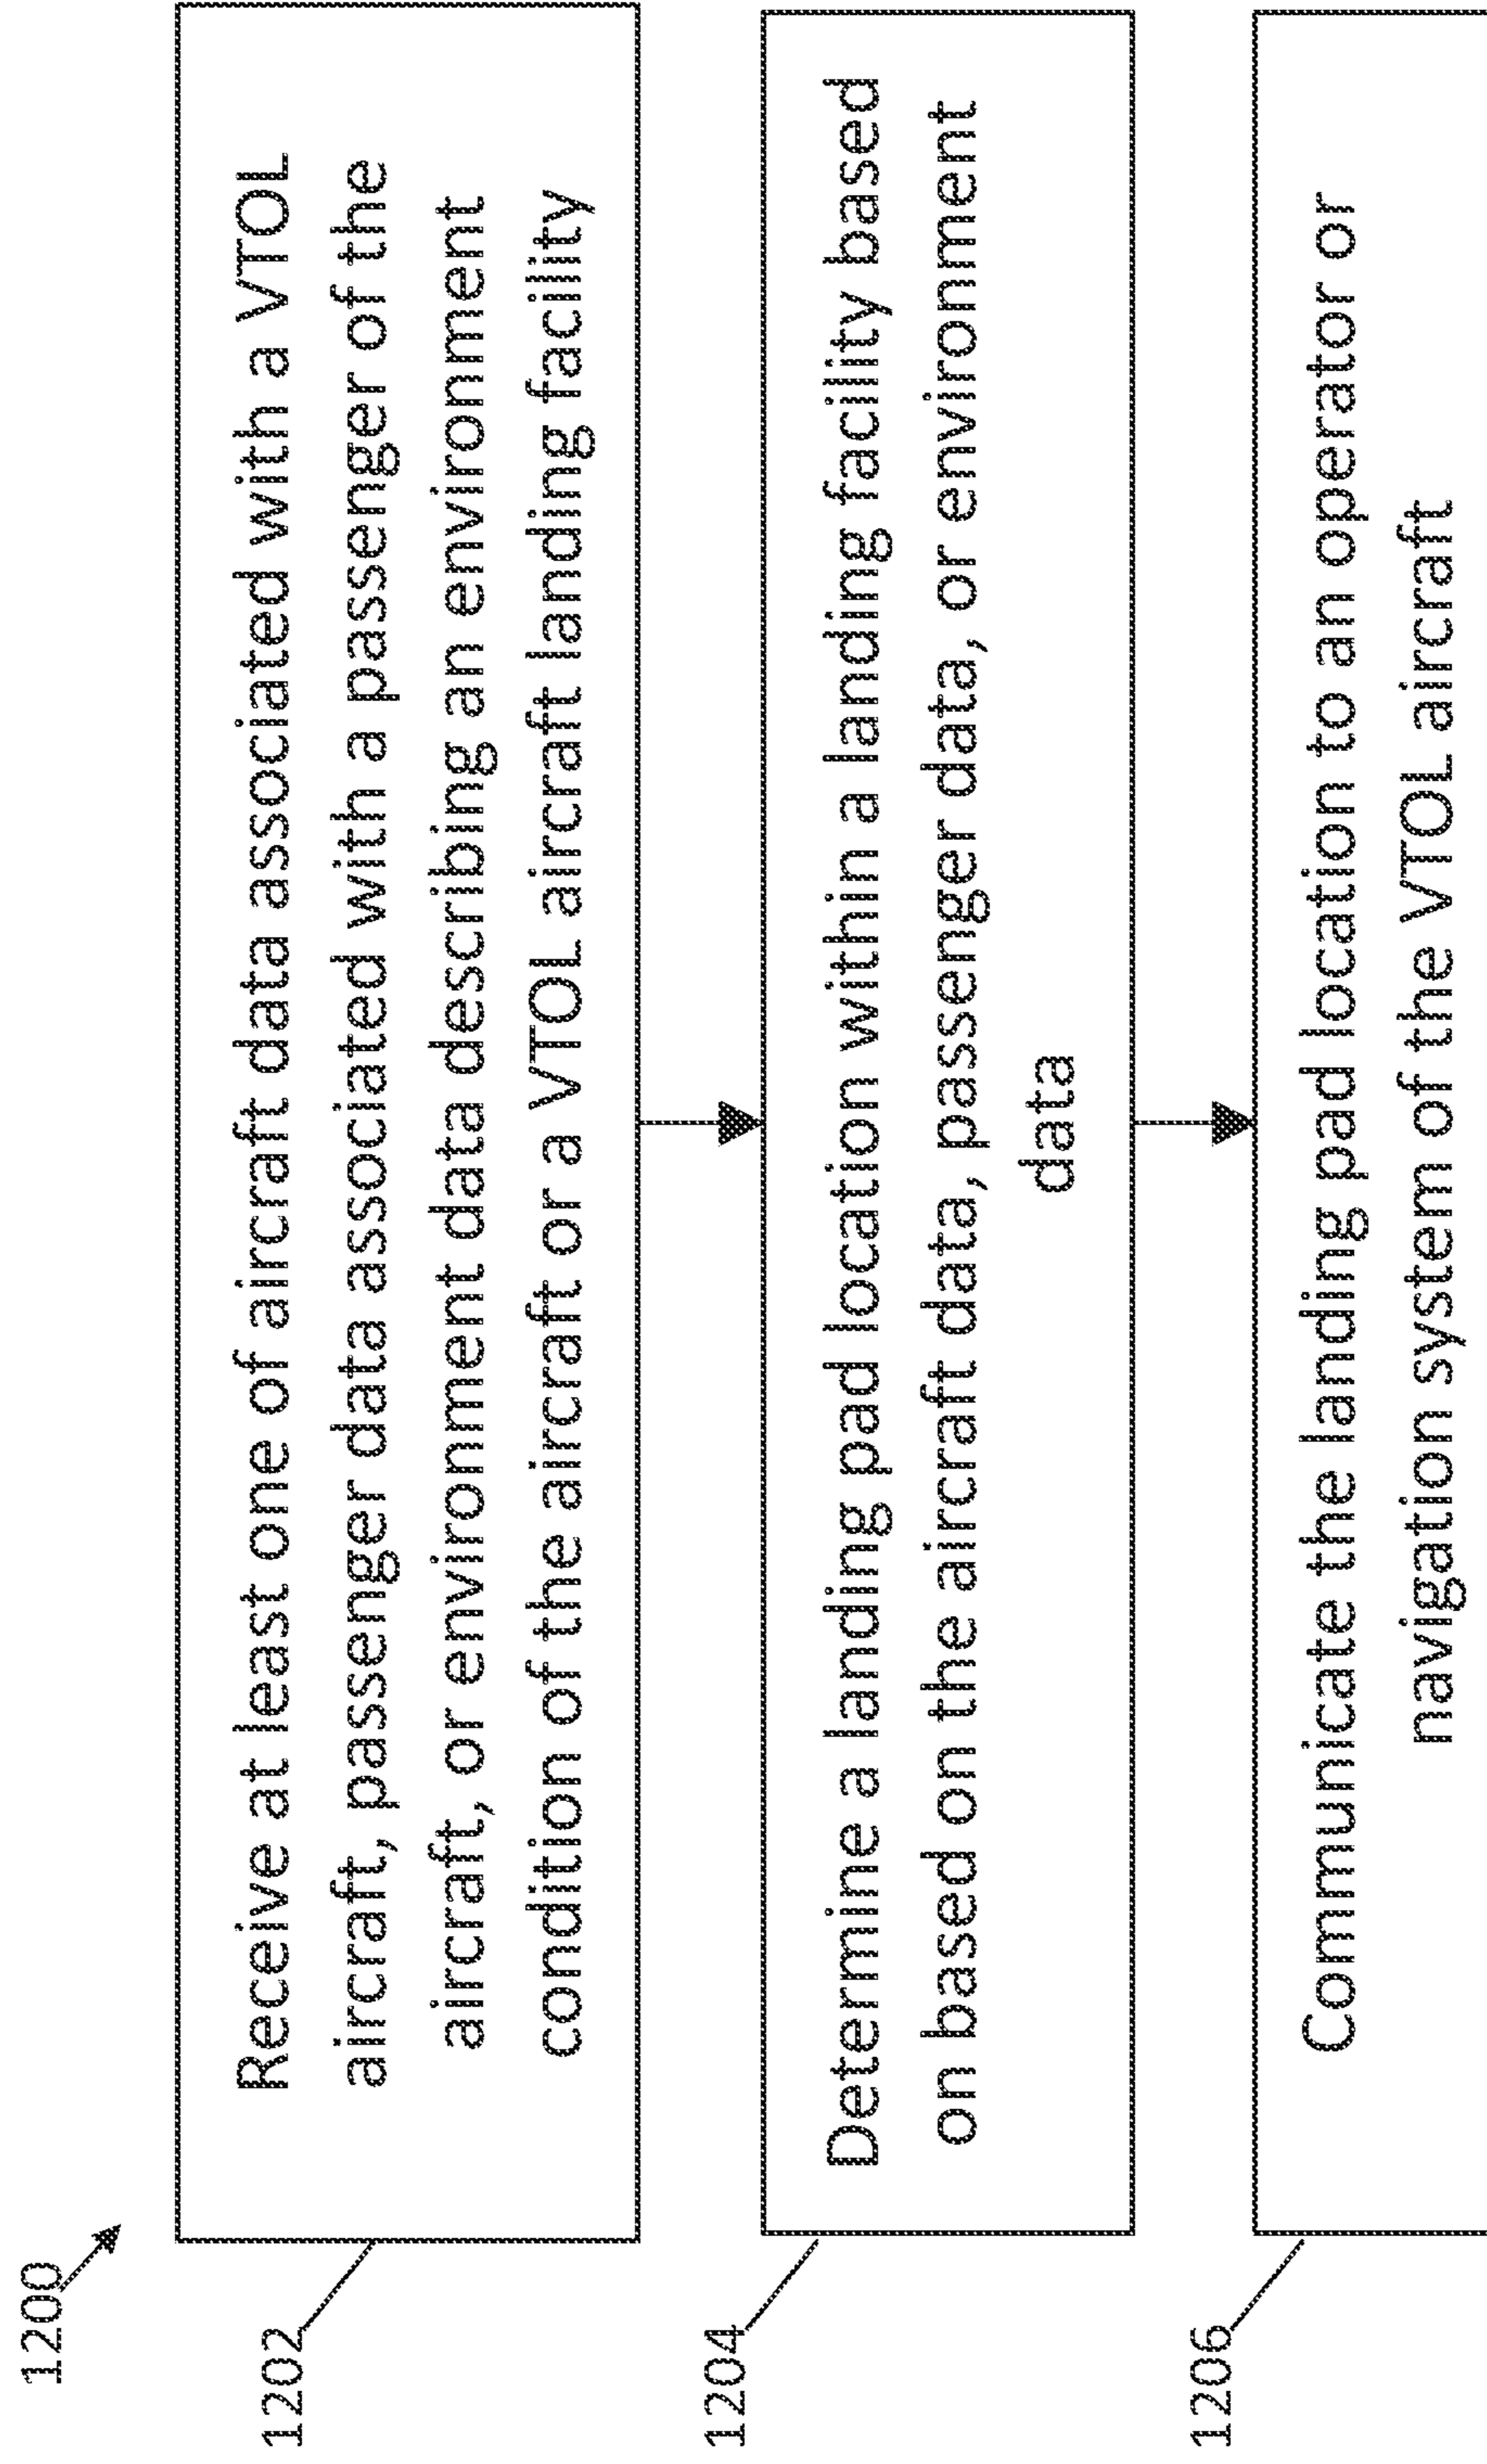 1200
1202
Receive at least one of aircraft data associated with a VTOL
aircraft, passenger data associated with a passenger of the
aircraft, or environment data describing an environment
condition of the aircraft or a VTOL aircraft landing facility
1204
Determine a landing pad location within a landing facility based
on based on the aircraft data, passenger data, or environment
data
1206
Communicate the landing pad location to an operator or
navigation system of the VTOL aircraft